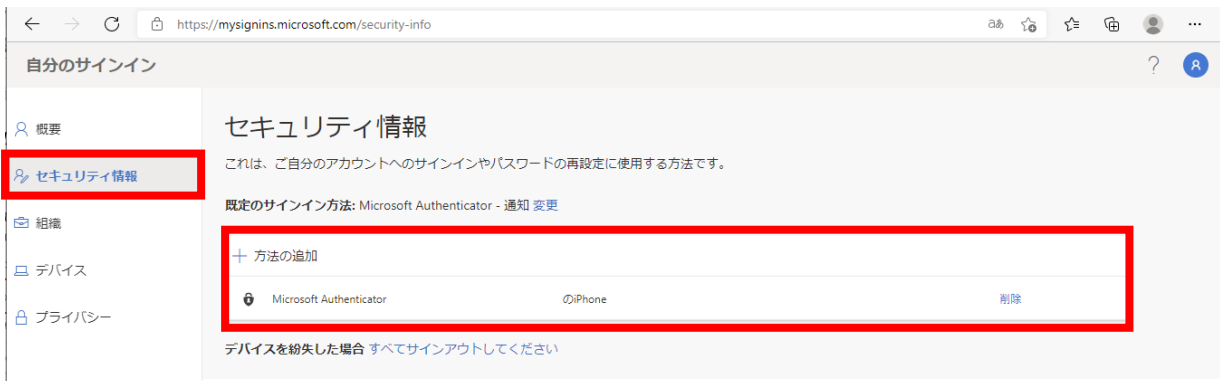 https://mysignins.microsoft.com/security-info
自分のサインイン
?
概要
セキュリティ情報
組織
デバイス
プライバシー
セキュリティ情報
これは、ご自分のアカウントへのサインインやパスワードの再設定に使用する方法です。
既定のサインイン方法: Microsoft Authenticator - 通知 変更
+ 方法の追加
Microsoft Authenticator のiPhone 削除
デバイスを紛失した場合 すべてサインアウトしてください